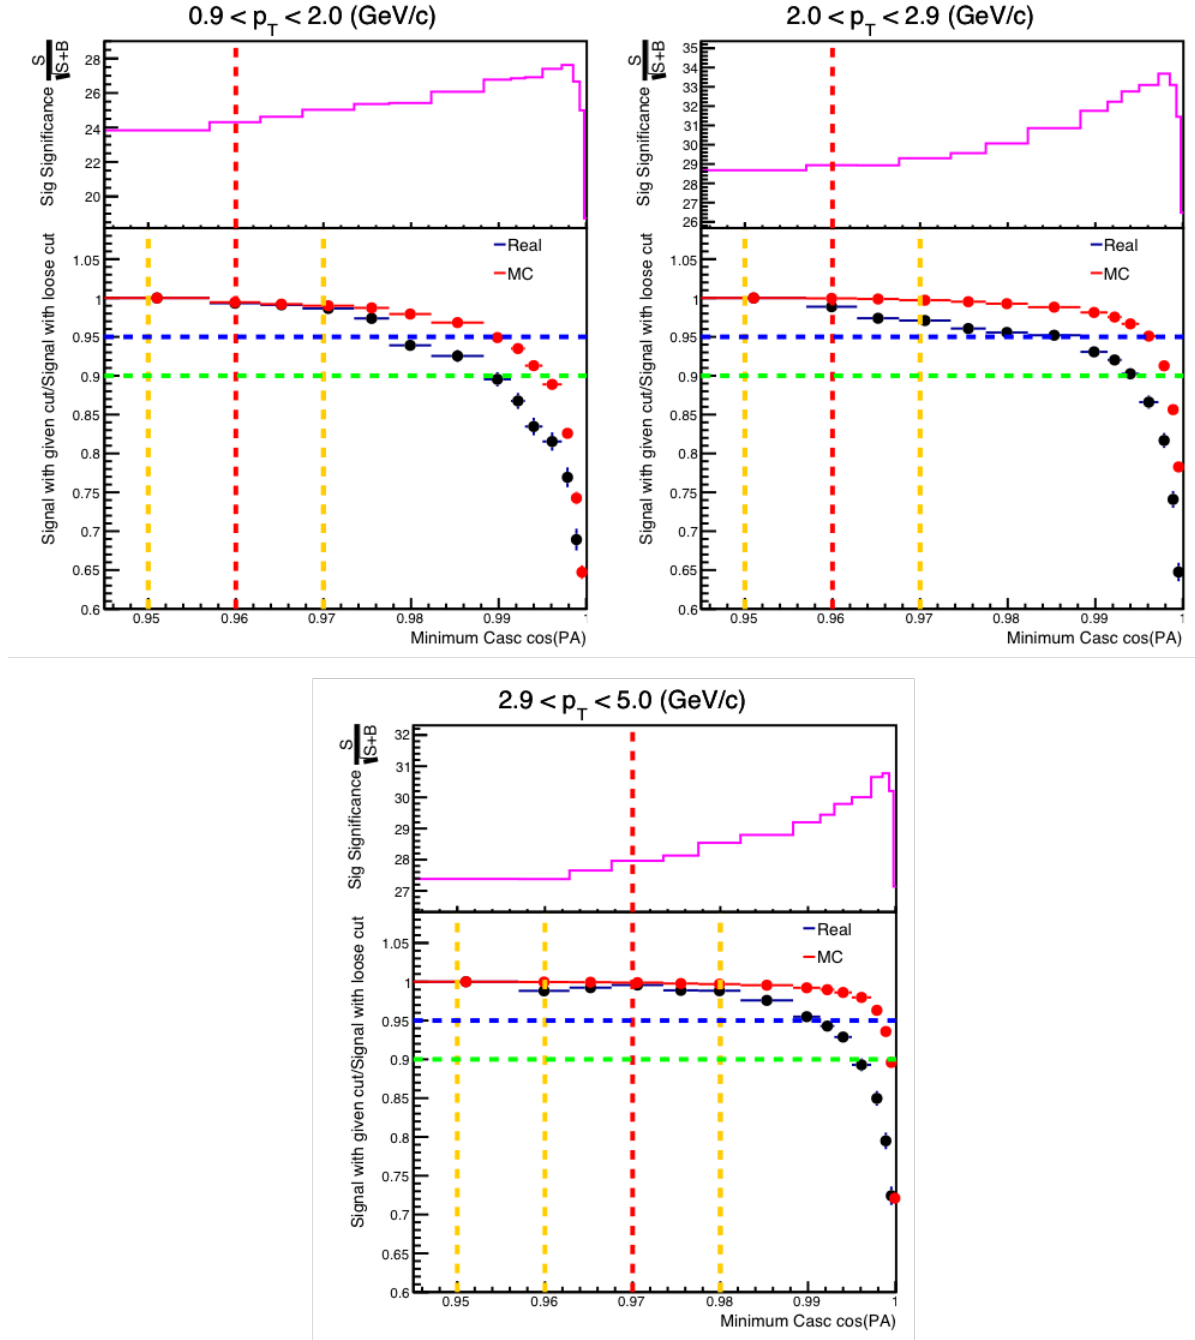 0.9 < p_T < 2.0 (GeV/c)
Sig Significance S/√S+B
28
26
24
22
20
Signal with given cut/Signal with loose cut
Real
MC
1.05
1
0.95
0.9
0.85
0.8
0.75
0.7
0.65
0.6
0.95 0.96 0.97 0.98 0.99 1
Minimum Casc cos(PA)
2.0 < p_T < 2.9 (GeV/c)
Sig Significance S/√S+B
35
34
33
32
31
30
29
28
27
26
Signal with given cut/Signal with loose cut
Real
MC
1.05
1
0.95
0.9
0.85
0.8
0.75
0.7
0.65
0.6
0.95 0.96 0.97 0.98 0.99 1
Minimum Casc cos(PA)
2.9 < p_T < 5.0 (GeV/c)
Sig Significance S/√S+B
32
31
30
29
28
27
Signal with given cut/Signal with loose cut
Real
MC
1.05
1
0.95
0.9
0.85
0.8
0.75
0.7
0.65
0.6
0.95 0.96 0.97 0.98 0.99 1
Minimum Casc cos(PA)